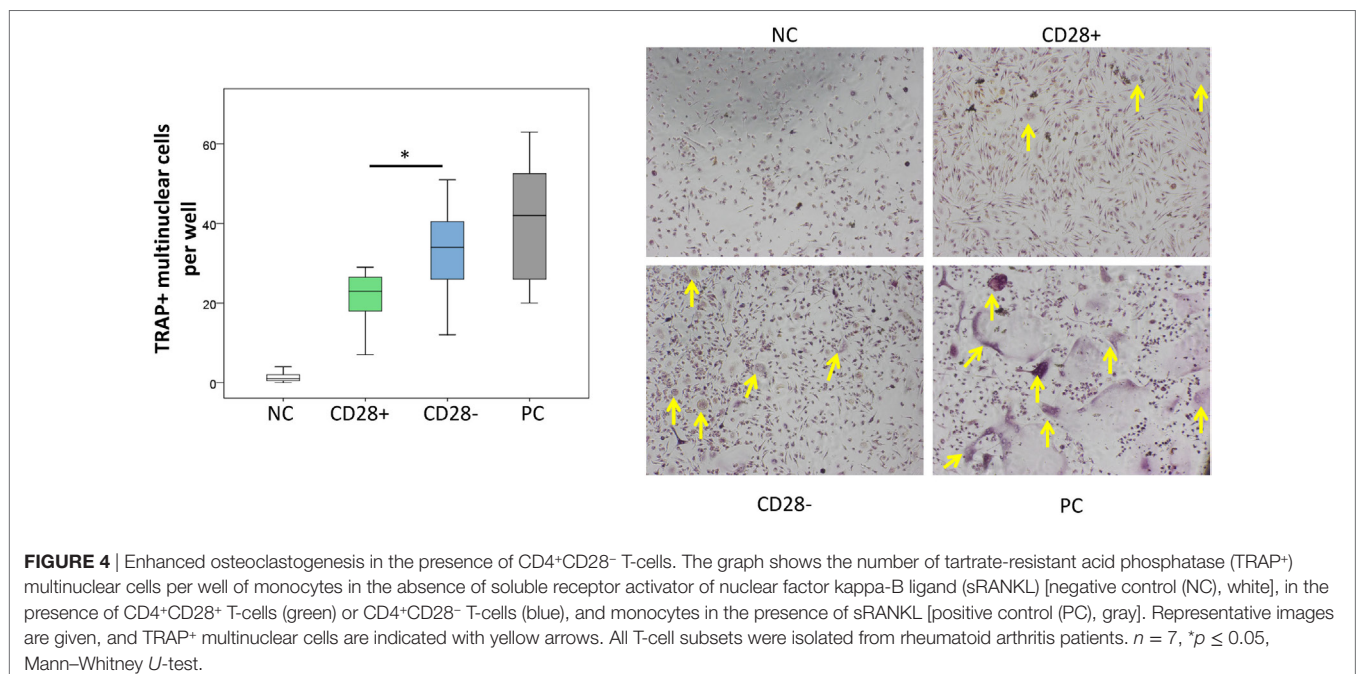 TRAP+ multinuclear cells
per well
60
40
20
0
*
NC
CD28+
CD28-
PC
NC
CD28+
CD28-
PC
FIGURE 4 | Enhanced osteoclastogenesis in the presence of CD4⁺CD28⁻ T-cells. The graph shows the number of tartrate-resistant acid phosphatase (TRAP⁺)
multinuclear cells per well of monocytes in the absence of soluble receptor activator of nuclear factor kappa-B ligand (sRANKL) [negative control (NC), white], in the
presence of CD4⁺CD28⁺ T-cells (green) or CD4⁺CD28⁻ T-cells (blue), and monocytes in the presence of sRANKL [positive control (PC), gray]. Representative images
are given, and TRAP⁺ multinuclear cells are indicated with yellow arrows. All T-cell subsets were isolated from rheumatoid arthritis patients. n = 7, *p ≤ 0.05,
Mann–Whitney U-test.